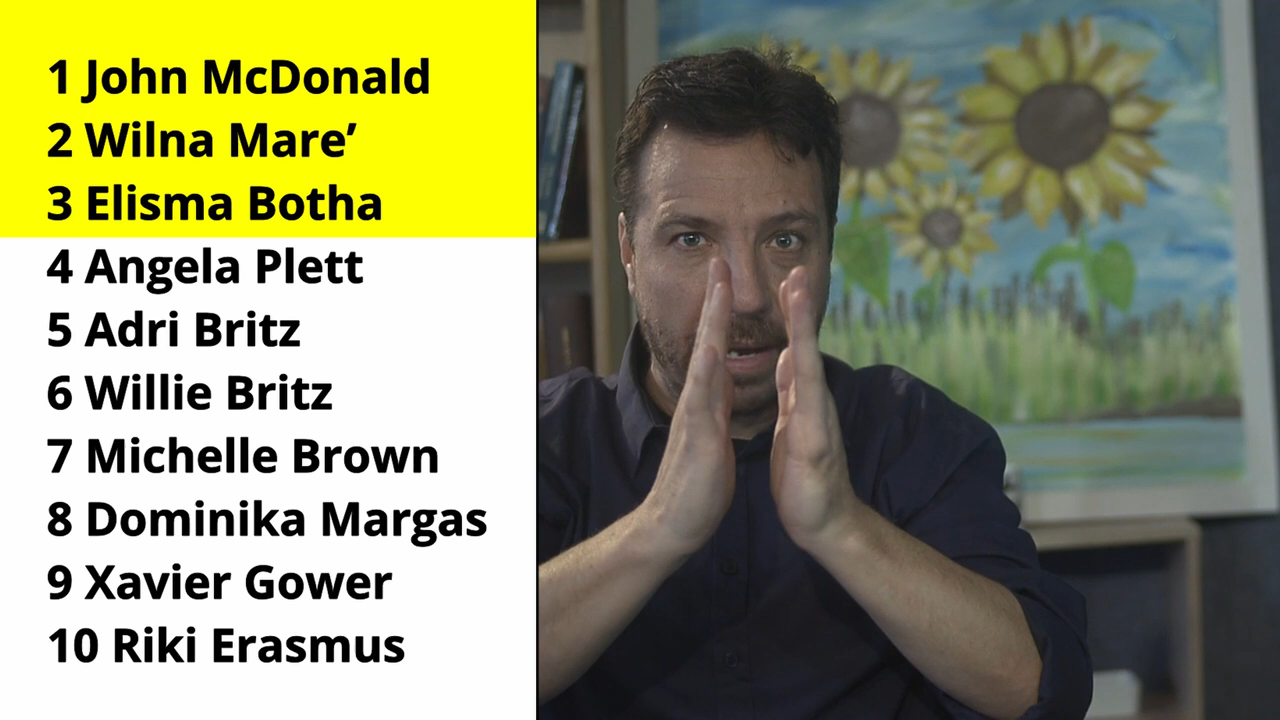 1 John McDonald
2 Wilna Mare’
3 Elisma Botha
4 Angela Plett
5 Adri Britz
6 Willie Britz
7 Michelle Brown
8 Dominika Margas
9 Xavier Gower
10 Riki Erasmus